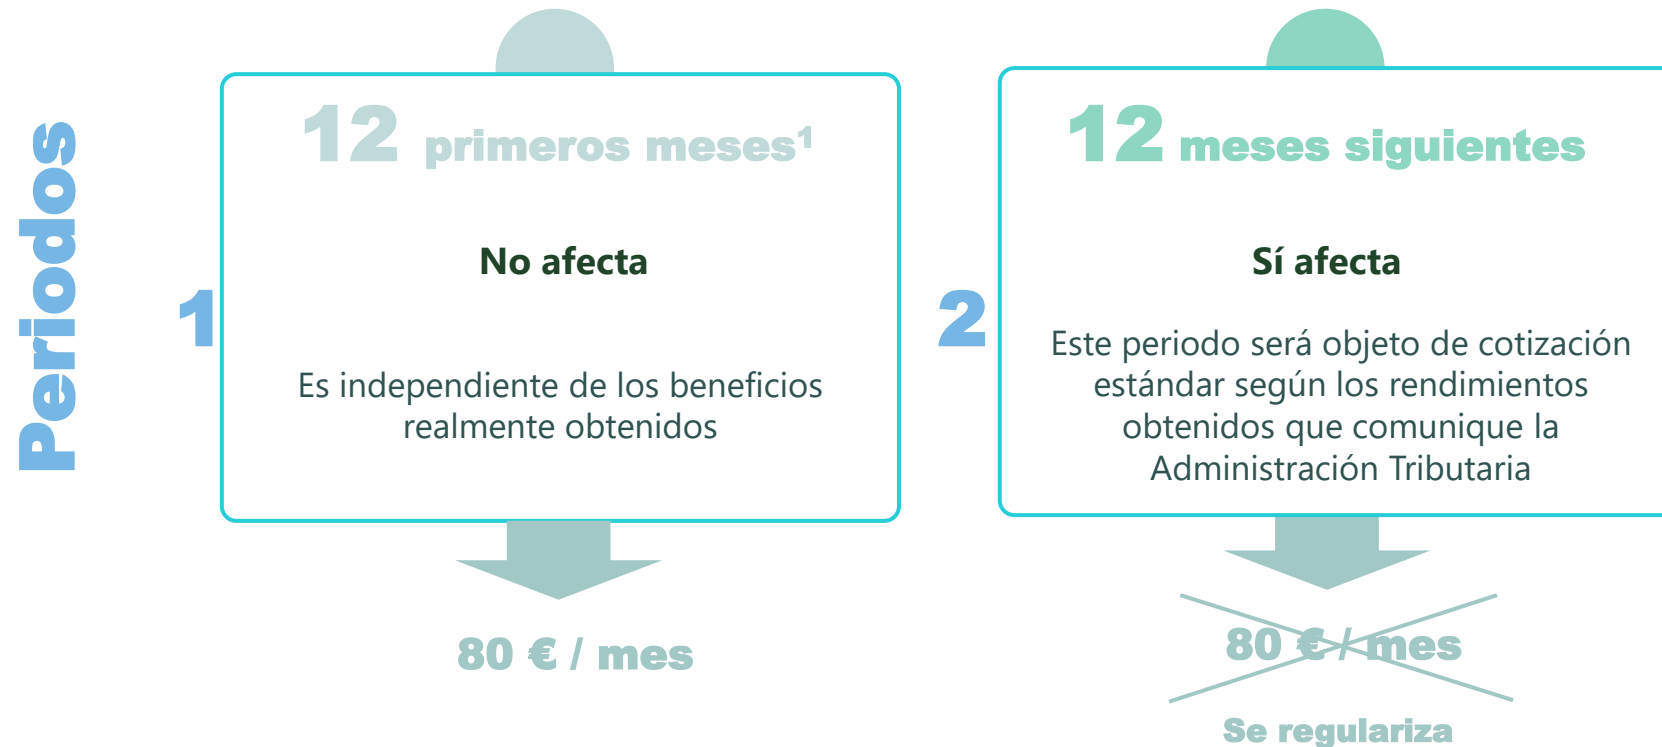 Periodos
1
12 primeros meses¹
No afecta
Es independiente de los beneficios
realmente obtenidos
80 € / mes
2
12 meses siguientes
Sí afecta
Este periodo será objeto de cotización
estándar según los rendimientos
obtenidos que comunique la
Administración Tributaria
80 € / mes
Se regulariza